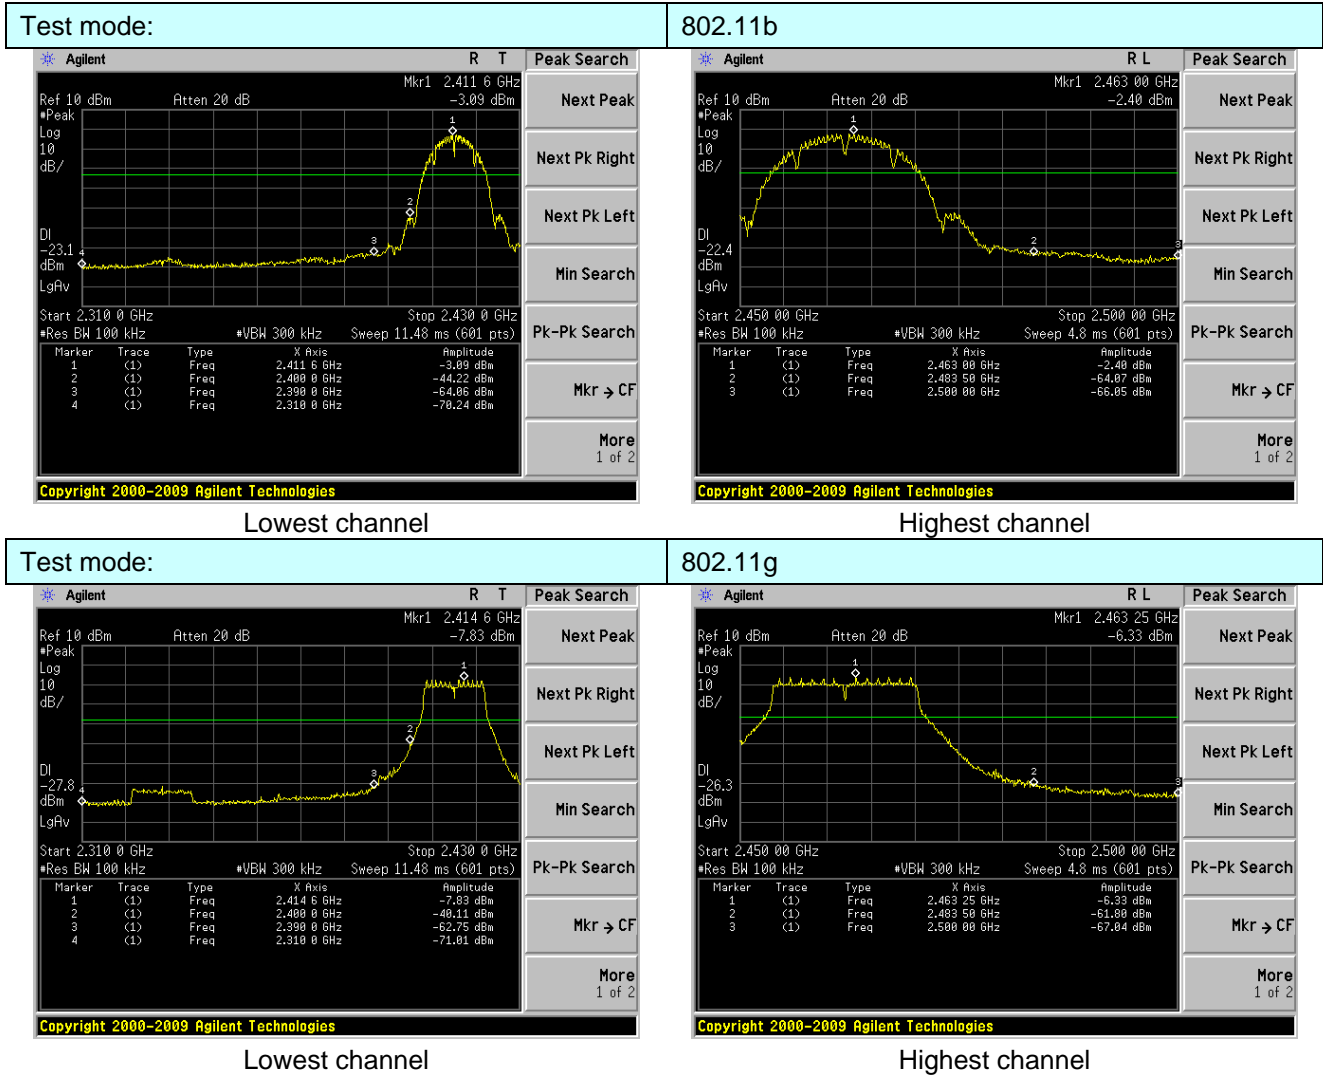 Test mode: 802.11b
Agilent R T Peak Search
Mkr1 2.411 6 GHz
Ref 10 dBm Atten 20 dB -3.09 dBm
#Peak
Log
10
dB/
1
2
3
4
DI
-23.1
dBm
LgAv
Start 2.310 0 GHz Stop 2.430 0 GHz
#Res BW 100 kHz #VBW 300 kHz Sweep 11.48 ms (601 pts)
Marker Trace Type X Axis Amplitude
1 (1) Freq 2.411 6 GHz -3.09 dBm
2 (1) Freq 2.400 0 GHz -44.22 dBm
3 (1) Freq 2.390 0 GHz -64.06 dBm
4 (1) Freq 2.310 0 GHz -70.24 dBm
Next Peak
Next Pk Right
Next Pk Left
Min Search
Pk-Pk Search
Mkr → CF
More
1 of 2
Copyright 2000-2009 Agilent Technologies
Lowest channel
Agilent R L Peak Search
Mkr1 2.463 00 GHz
Ref 10 dBm Atten 20 dB -2.40 dBm
#Peak
Log
10
dB/
1
2
3
DI
-22.4
dBm
LgAv
Start 2.450 00 GHz Stop 2.500 00 GHz
#Res BW 100 kHz #VBW 300 kHz Sweep 4.8 ms (601 pts)
Marker Trace Type X Axis Amplitude
1 (1) Freq 2.463 00 GHz -2.40 dBm
2 (1) Freq 2.483 50 GHz -64.07 dBm
3 (1) Freq 2.500 00 GHz -66.05 dBm
Next Peak
Next Pk Right
Next Pk Left
Min Search
Pk-Pk Search
Mkr → CF
More
1 of 2
Copyright 2000-2009 Agilent Technologies
Highest channel
Test mode: 802.11g
Agilent R T Peak Search
Mkr1 2.414 6 GHz
Ref 10 dBm Atten 20 dB -7.83 dBm
#Peak
Log
10
dB/
1
2
3
4
DI
-27.8
dBm
LgAv
Start 2.310 0 GHz Stop 2.430 0 GHz
#Res BW 100 kHz #VBW 300 kHz Sweep 11.48 ms (601 pts)
Marker Trace Type X Axis Amplitude
1 (1) Freq 2.414 6 GHz -7.83 dBm
2 (1) Freq 2.400 0 GHz -40.11 dBm
3 (1) Freq 2.390 0 GHz -62.75 dBm
4 (1) Freq 2.310 0 GHz -71.01 dBm
Next Peak
Next Pk Right
Next Pk Left
Min Search
Pk-Pk Search
Mkr → CF
More
1 of 2
Copyright 2000-2009 Agilent Technologies
Lowest channel
Agilent R L Peak Search
Mkr1 2.463 25 GHz
Ref 10 dBm Atten 20 dB -6.33 dBm
#Peak
Log
10
dB/
1
2
3
DI
-26.3
dBm
LgAv
Start 2.450 00 GHz Stop 2.500 00 GHz
#Res BW 100 kHz #VBW 300 kHz Sweep 4.8 ms (601 pts)
Marker Trace Type X Axis Amplitude
1 (1) Freq 2.463 25 GHz -6.33 dBm
2 (1) Freq 2.483 50 GHz -61.80 dBm
3 (1) Freq 2.500 00 GHz -67.04 dBm
Next Peak
Next Pk Right
Next Pk Left
Min Search
Pk-Pk Search
Mkr → CF
More
1 of 2
Copyright 2000-2009 Agilent Technologies
Highest channel